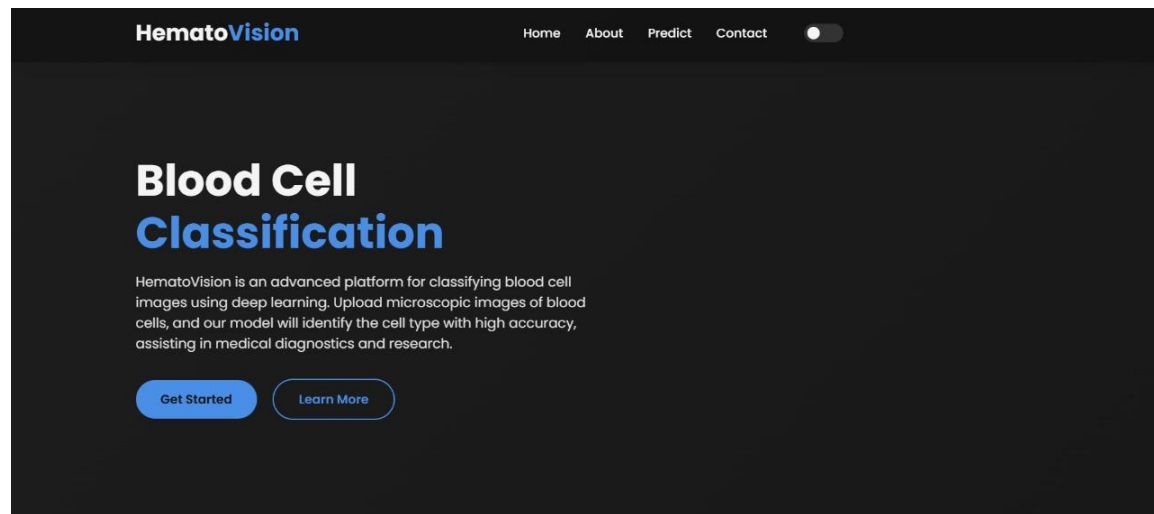 HematoVision
Home About Predict Contact
Blood Cell
Classification
HematoVision is an advanced platform for classifying blood cell
images using deep learning. Upload microscopic images of blood
cells, and our model will identify the cell type with high accuracy,
assisting in medical diagnostics and research.
Get Started Learn More